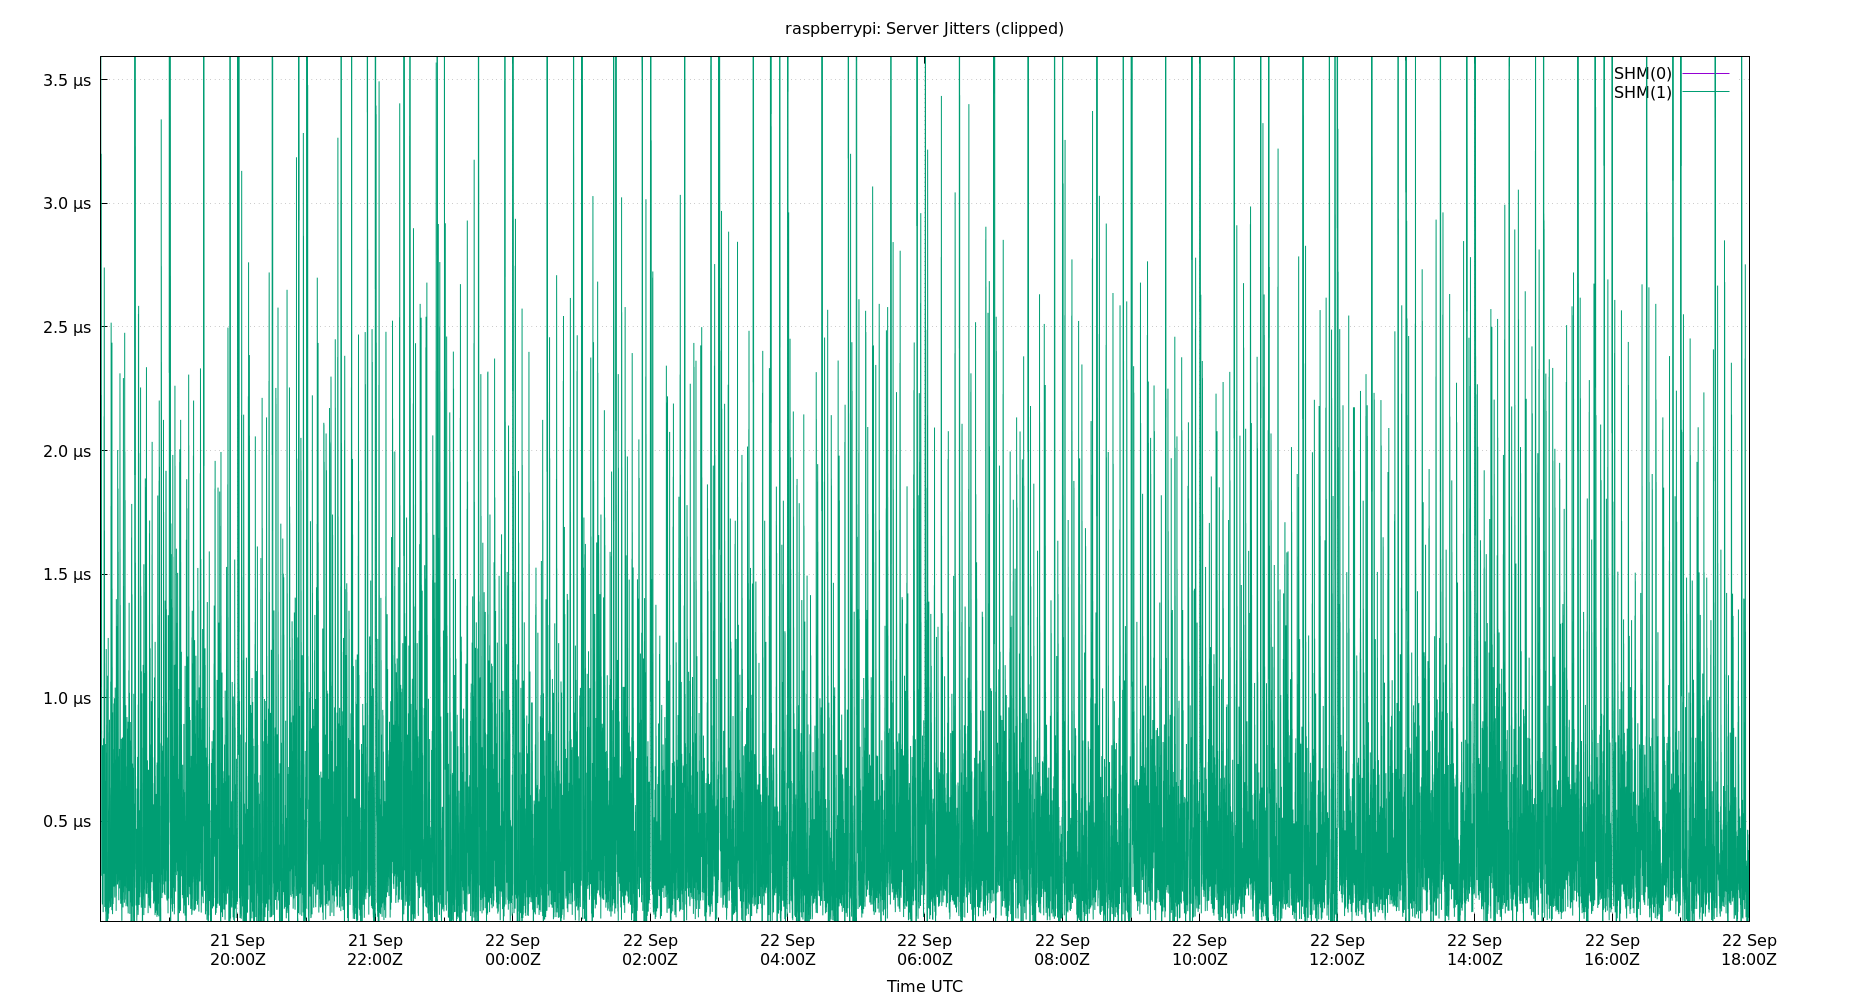 raspberrypi: Server Jitters (clipped)
SHM(0)
SHM(1)
3.5 µs
3.0 µs
2.5 µs
2.0 µs
1.5 µs
1.0 µs
0.5 µs
21 Sep 21 Sep 22 Sep 22 Sep 22 Sep 22 Sep 22 Sep 22 Sep 22 Sep 22 Sep 22 Sep 22 Sep
20:00Z 22:00Z 00:00Z 02:00Z 04:00Z 06:00Z 08:00Z 10:00Z 12:00Z 14:00Z 16:00Z 18:00Z
Time UTC